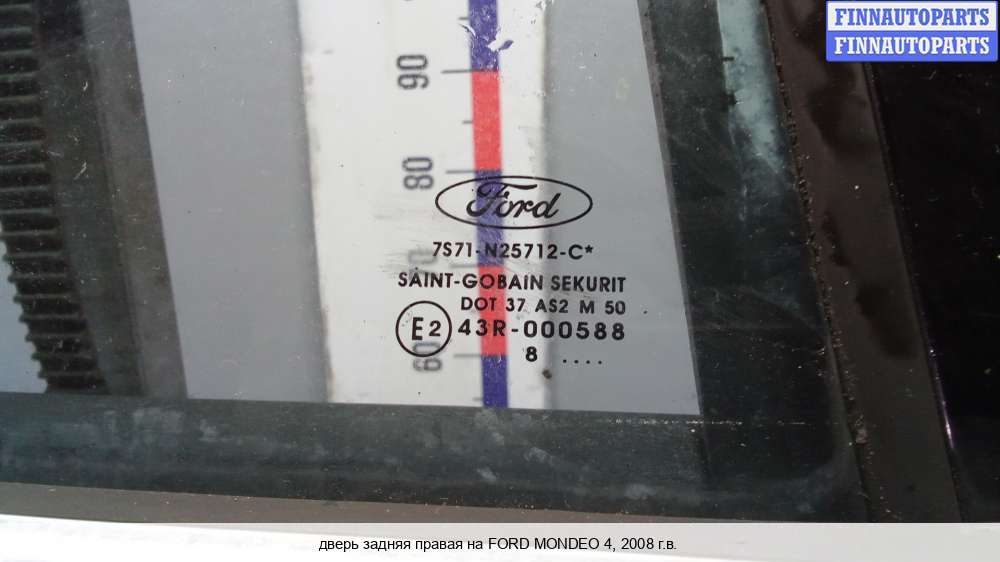 FINNAUTOPARTS
FINNAUTOPARTS
90
80
Ford
7S71-N25712-C*
SAINT-GOBAIN SEKURIT
DOT 37 AS2 M 50
E2 43R-000588
60
8 ....
дверь задняя правая на FORD MONDEO 4, 2008 г.в.